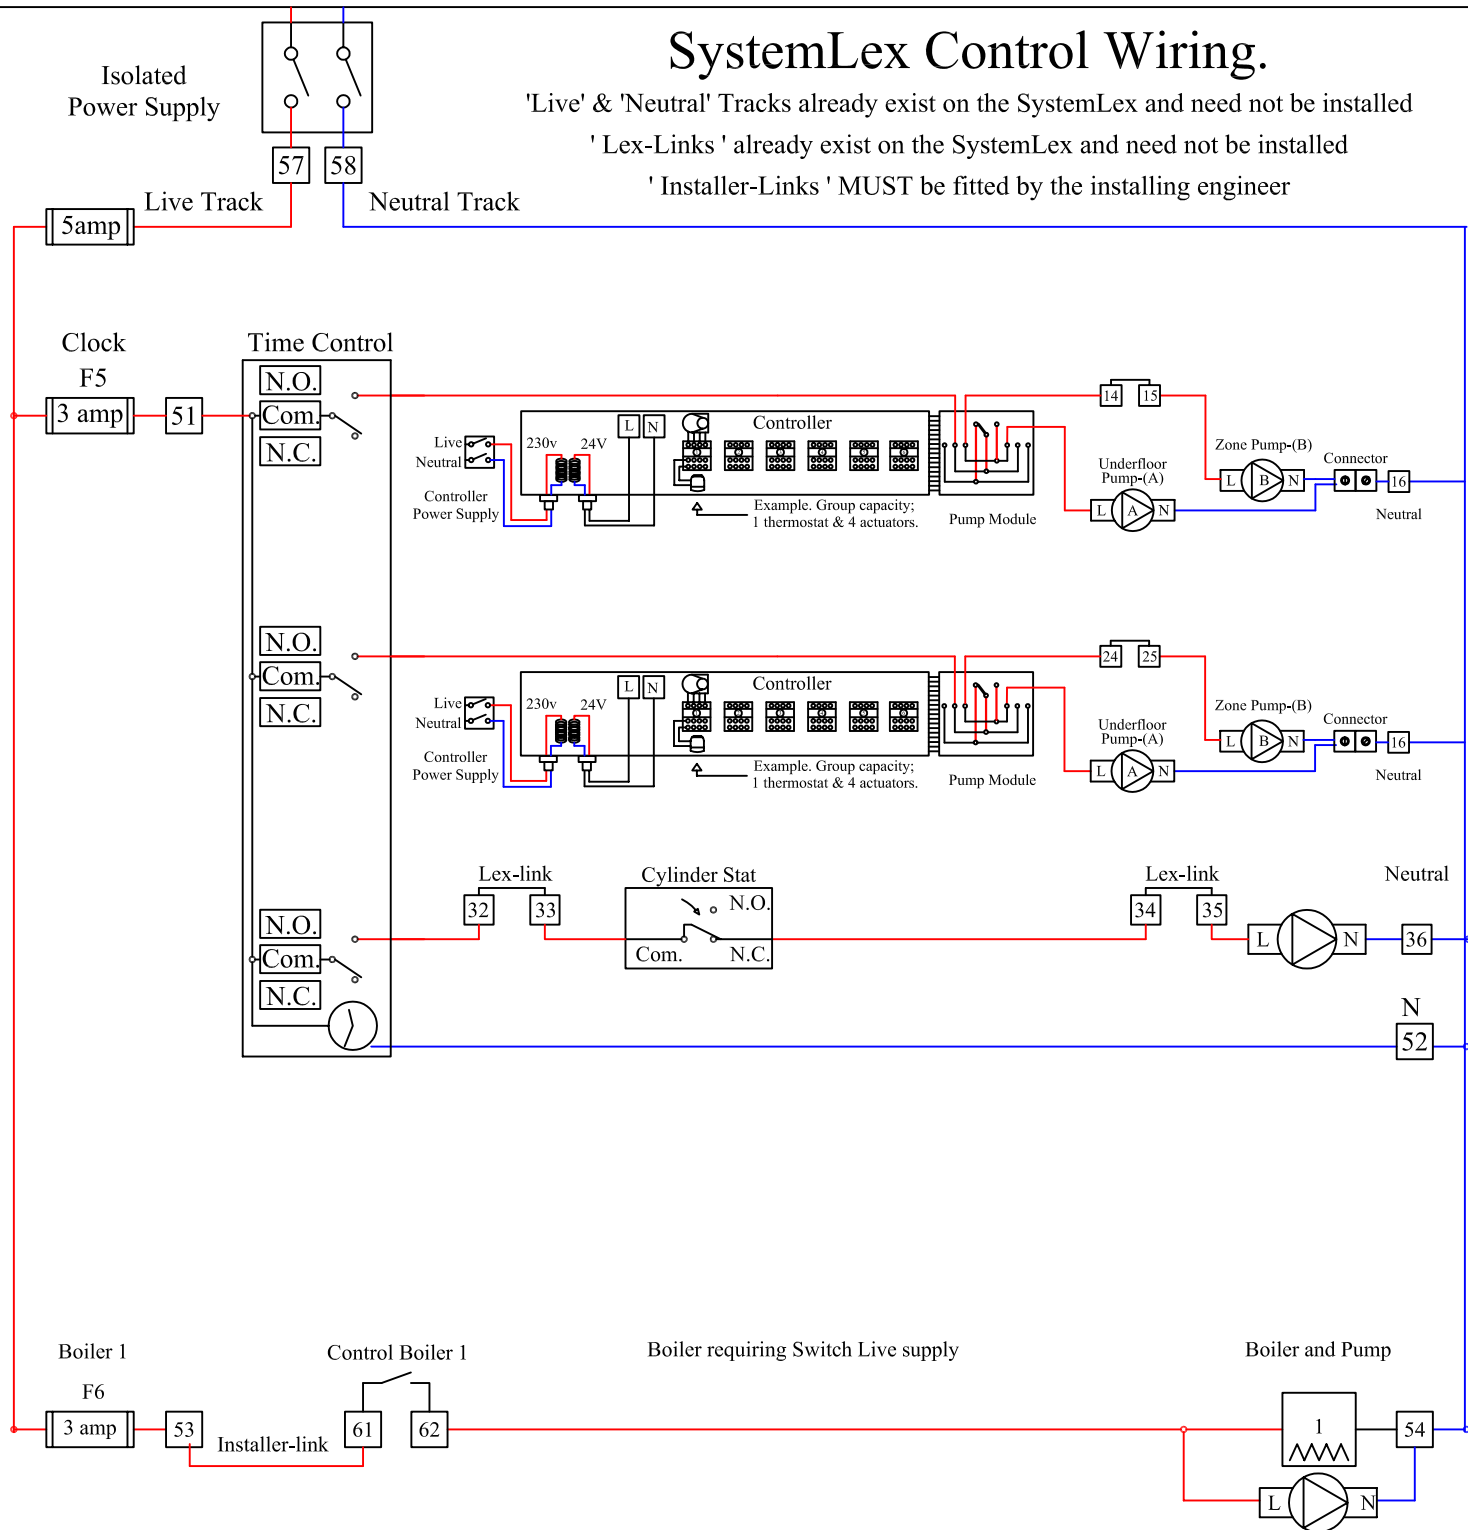 SystemLex Control Wiring.
'Live' & 'Neutral' Tracks already exist on the SystemLex and need not be installed
' Lex-Links ' already exist on the SystemLex and need not be installed
' Installer-Links ' MUST be fitted by the installing engineer
Isolated
Power Supply
57 58
Live Track Neutral Track
5amp
Clock
F5
3 amp 51
Time Control
N.O.
Com.
N.C.
Live
Neutral
Controller
Power Supply
230v 24V
L N
Controller
Example. Group capacity;
1 thermostat & 4 actuators.
Pump Module
14 15
Underfloor
Pump-(A)
L A N
Zone Pump-(B)
L B N
Connector
16
Neutral
N.O.
Com.
N.C.
Live
Neutral
Controller
Power Supply
230v 24V
L N
Controller
Example. Group capacity;
1 thermostat & 4 actuators.
Pump Module
24 25
Underfloor
Pump-(A)
L A N
Zone Pump-(B)
L B N
Connector
16
Neutral
N.O.
Com.
N.C.
Lex-link
32 33
Cylinder Stat
N.O.
Com. N.C.
Lex-link
34 35
L N
Neutral
36
N
52
Boiler 1
F6
3 amp 53
Installer-link
Control Boiler 1
61 62
Boiler requiring Switch Live supply
Boiler and Pump
1
54
L N